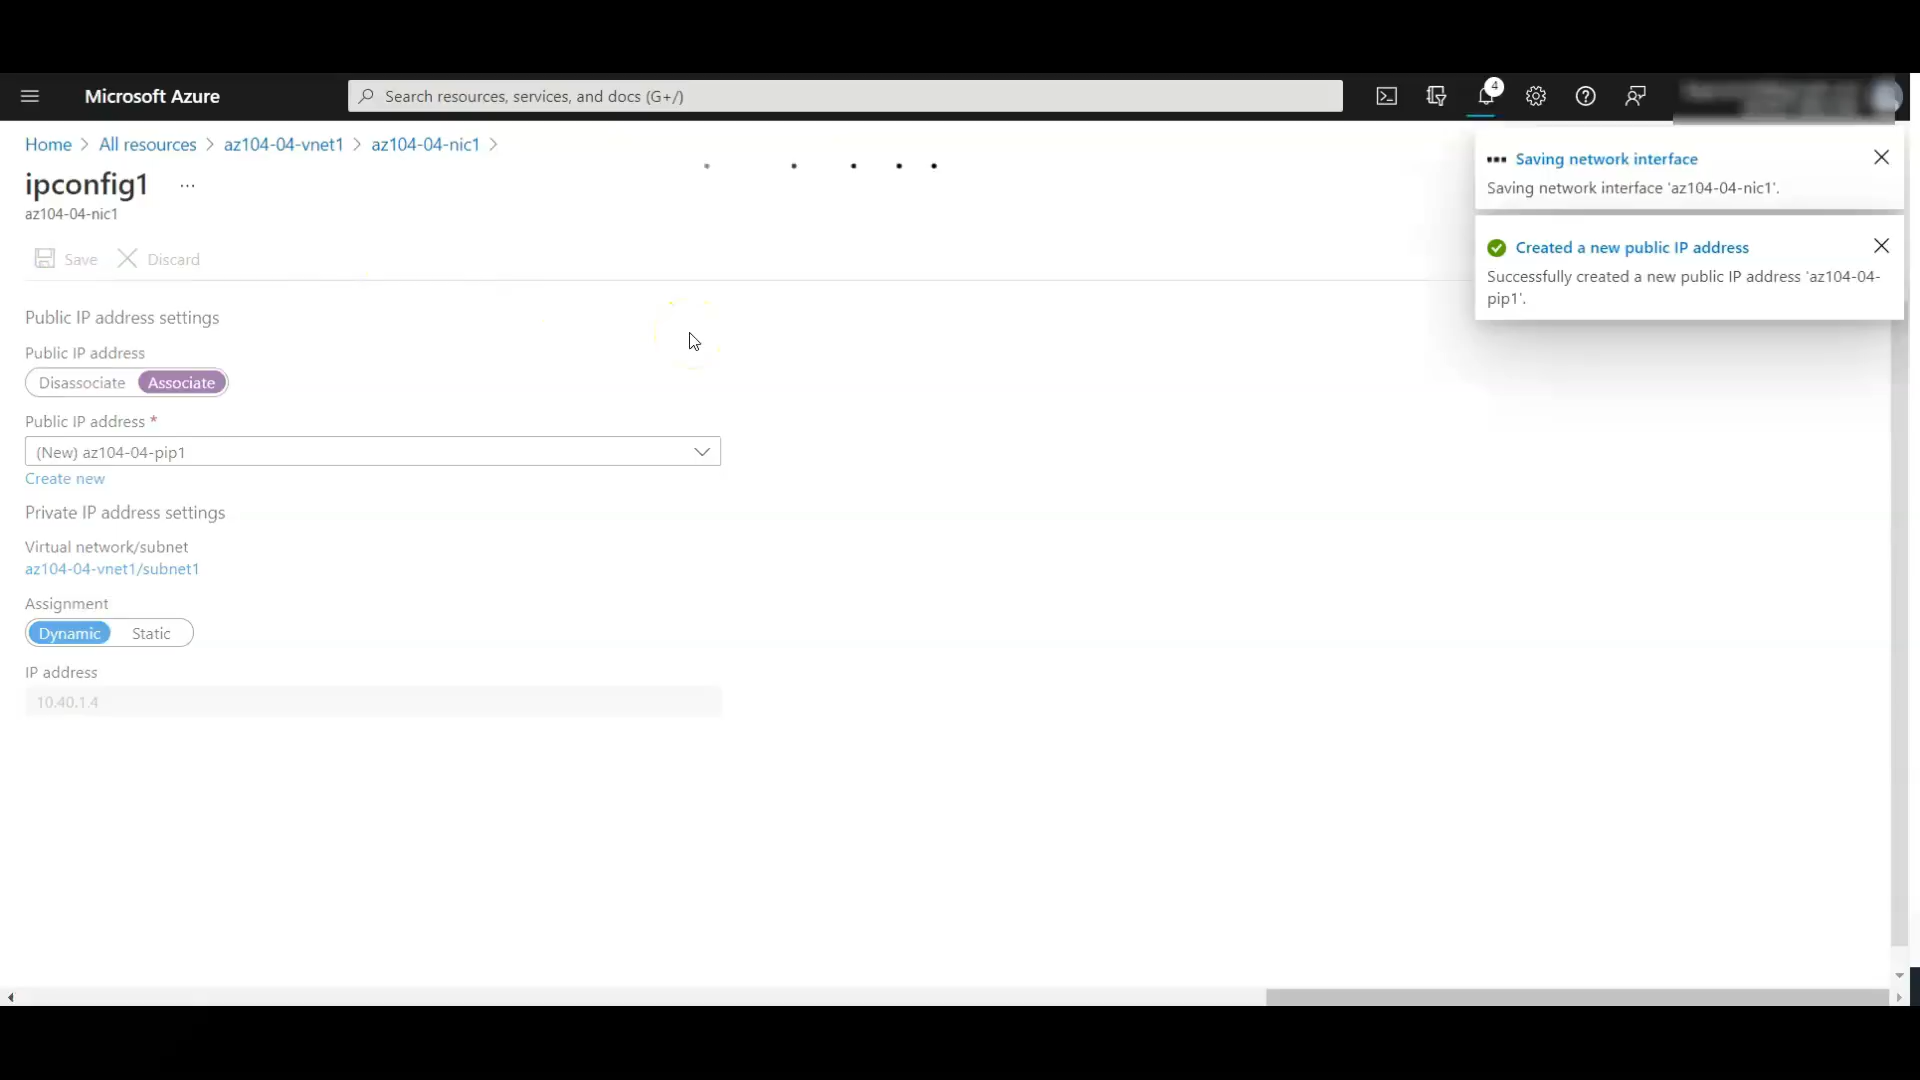 Microsoft Azure
Search resources, services, and docs (G+/)
4
Home > All resources > az104-04-vnet1 > az104-04-nic1 >
ipconfig1 ...
az104-04-nic1
Save Discard
Public IP address settings
Public IP address
Disassociate Associate
Public IP address *
(New) az104-04-pip1
Create new
Private IP address settings
Virtual network/subnet
az104-04-vnet1/subnet1
Assignment
Dynamic Static
IP address
10.40.1.4
Saving network interface
Saving network interface 'az104-04-nic1'.
Created a new public IP address
Successfully created a new public IP address 'az104-04-
pip1'.